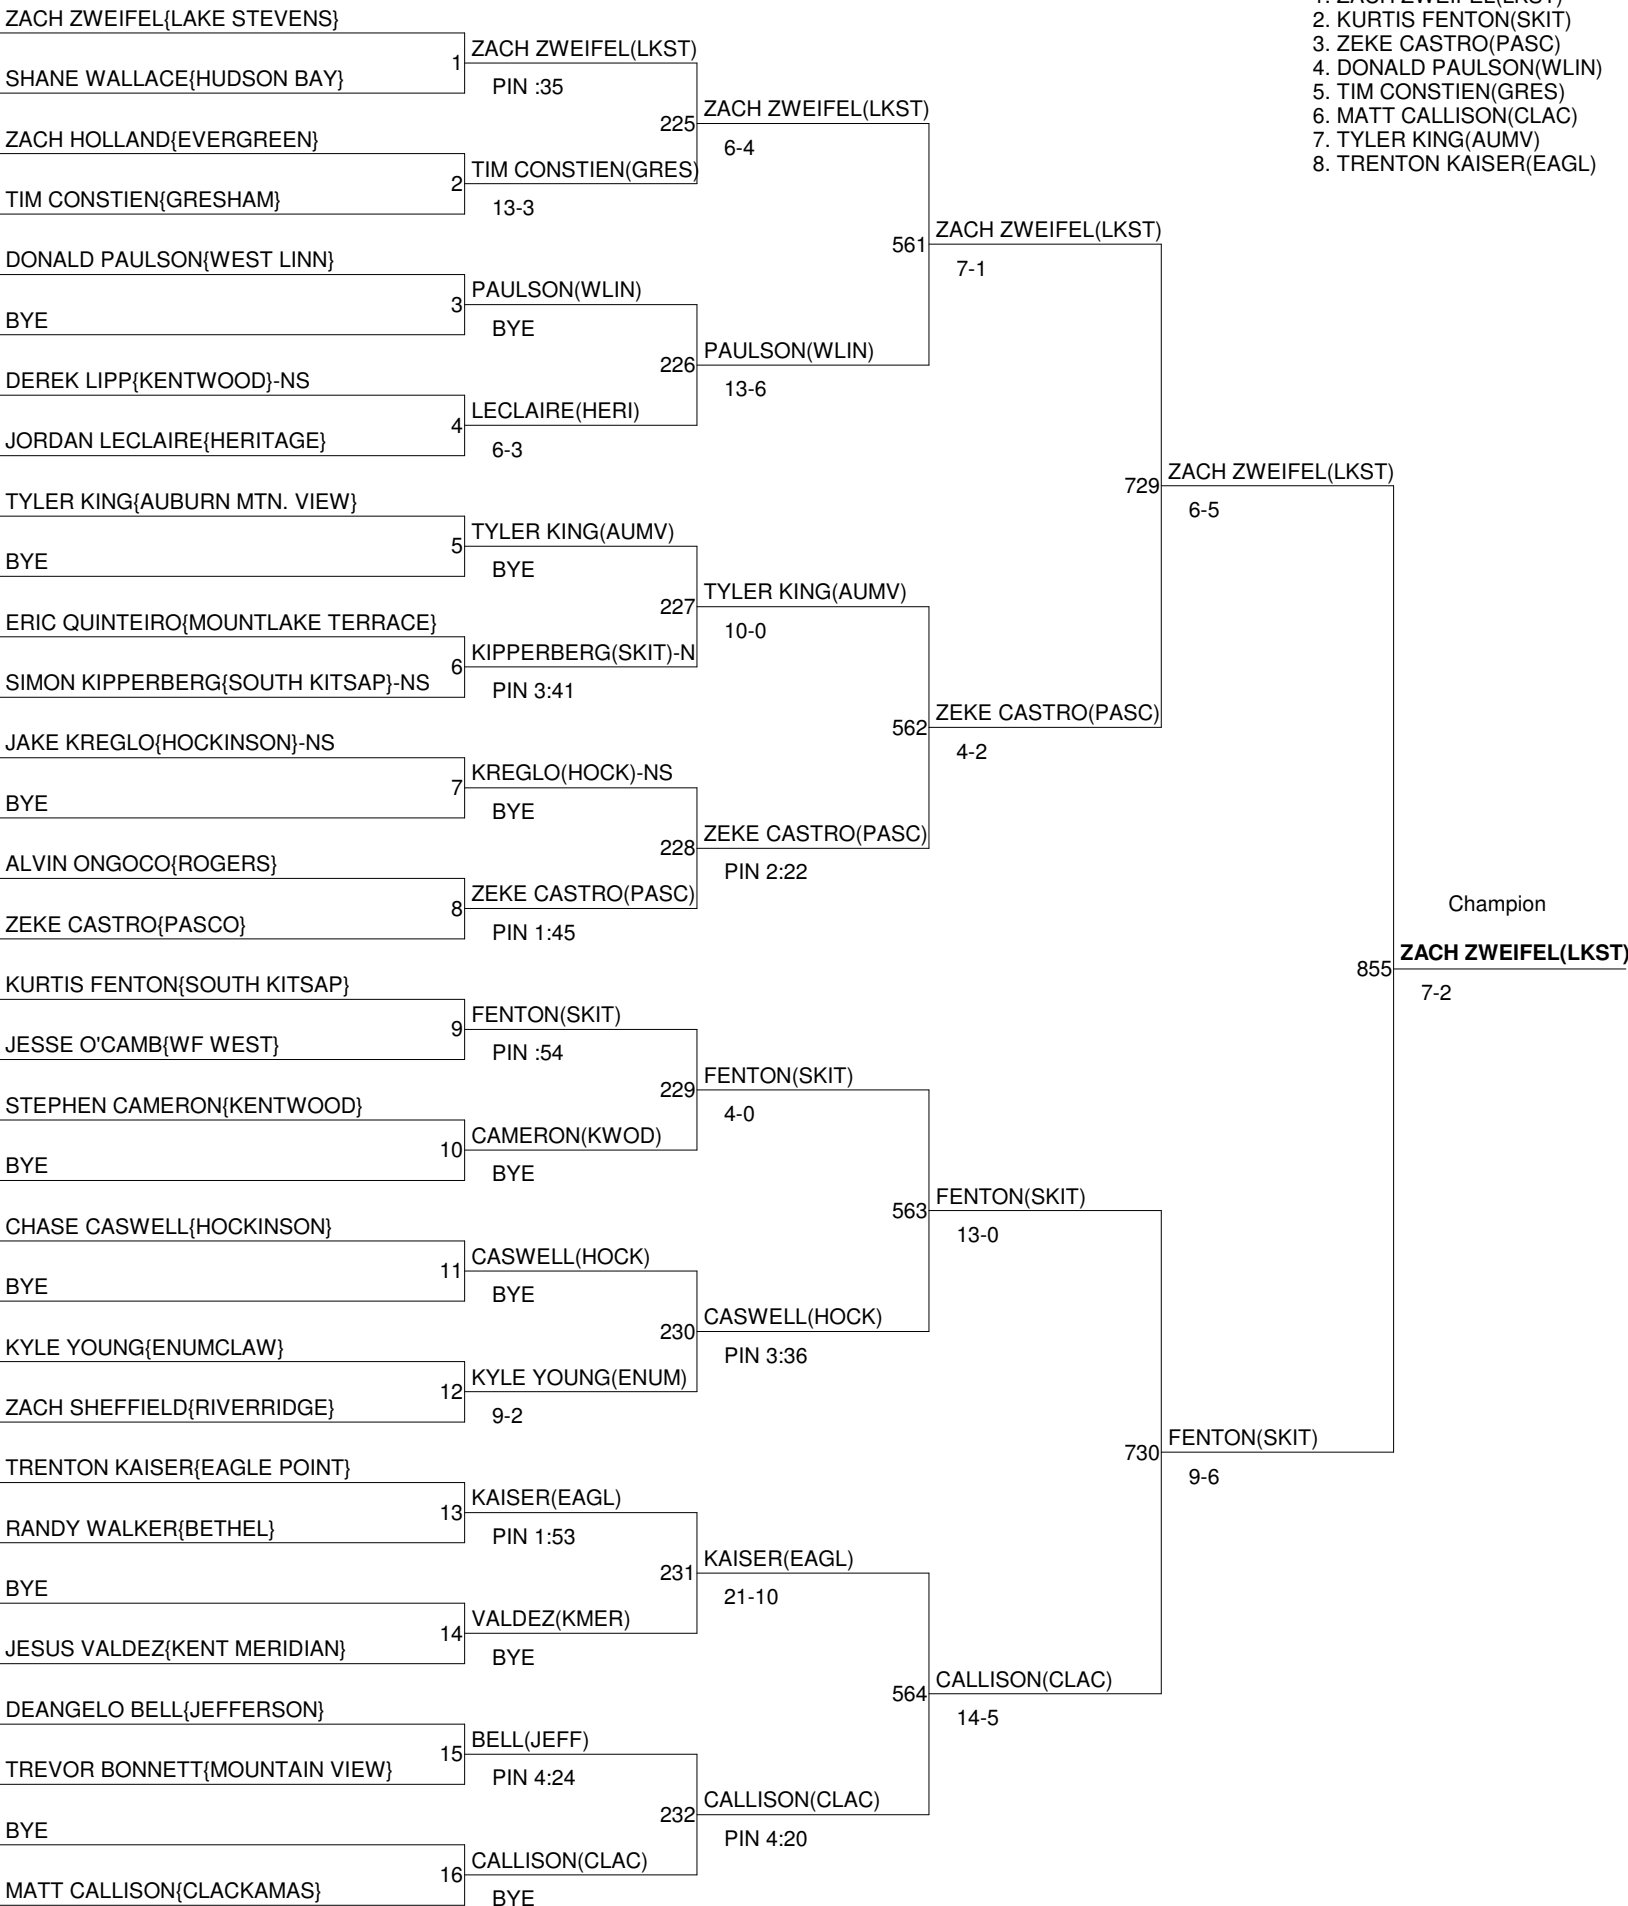 ZACH ZWEIFEL{LAKE STEVENS}
SHANE WALLACE{HUDSON BAY}
ZACH HOLLAND{EVERGREEN}
TIM CONSTIEN{GRESHAM}
DONALD PAULSON{WEST LINN}
BYE
DEREK LIPP{KENTWOOD}-NS
JORDAN LECLAIRE{HERITAGE}
TYLER KING{AUBURN MTN. VIEW}
BYE
ERIC QUINTEIRO{MOUNTLAKE TERRACE}
SIMON KIPPERBERG{SOUTH KITSAP}-NS
JAKE KREGLO{HOCKINSON}-NS
BYE
ALVIN ONGOCO{ROGERS}
ZEKE CASTRO{PASCO}
KURTIS FENTON{SOUTH KITSAP}
JESSE O'CAMB{WF WEST}
STEPHEN CAMERON{KENTWOOD}
BYE
CHASE CASWELL{HOCKINSON}
BYE
KYLE YOUNG{ENUMCLAW}
ZACH SHEFFIELD{RIVERRIDGE}
TRENTON KAISER{EAGLE POINT}
RANDY WALKER{BETHEL}
BYE
JESUS VALDEZ{KENT MERIDIAN}
DEANGELO BELL{JEFFERSON}
TREVOR BONNETT{MOUNTAIN VIEW}
BYE
MATT CALLISON{CLACKAMAS}
1 ZACH ZWEIFEL(LKST)
PIN :35
2 TIM CONSTIEN(GRES)
13-3
3 PAULSON(WLIN)
BYE
4 LECLAIRE(HERI)
6-3
5 TYLER KING(AUMV)
BYE
6 KIPPERBERG(SKIT)-N
PIN 3:41
7 KREGLO(HOCK)-NS
BYE
8 ZEKE CASTRO(PASC)
PIN 1:45
9 FENTON(SKIT)
PIN :54
10 CAMERON(KWOD)
BYE
11 CASWELL(HOCK)
BYE
12 KYLE YOUNG(ENUM)
9-2
13 KAISER(EAGL)
PIN 1:53
14 VALDEZ(KMER)
BYE
15 BELL(JEFF)
PIN 4:24
16 CALLISON(CLAC)
BYE
225 ZACH ZWEIFEL(LKST)
6-4
226 PAULSON(WLIN)
13-6
227 TYLER KING(AUMV)
10-0
228 ZEKE CASTRO(PASC)
PIN 2:22
229 FENTON(SKIT)
4-0
230 CASWELL(HOCK)
PIN 3:36
231 KAISER(EAGL)
21-10
232 CALLISON(CLAC)
PIN 4:20
561 ZACH ZWEIFEL(LKST)
7-1
562 ZEKE CASTRO(PASC)
4-2
563 FENTON(SKIT)
13-0
564 CALLISON(CLAC)
14-5
729 ZACH ZWEIFEL(LKST)
6-5
730 FENTON(SKIT)
9-6
Champion
855 ZACH ZWEIFEL(LKST)
7-2
1. ZACH ZWEIFEL(LKST)
2. KURTIS FENTON(SKIT)
3. ZEKE CASTRO(PASC)
4. DONALD PAULSON(WLIN)
5. TIM CONSTIEN(GRES)
6. MATT CALLISON(CLAC)
7. TYLER KING(AUMV)
8. TRENTON KAISER(EAGL)